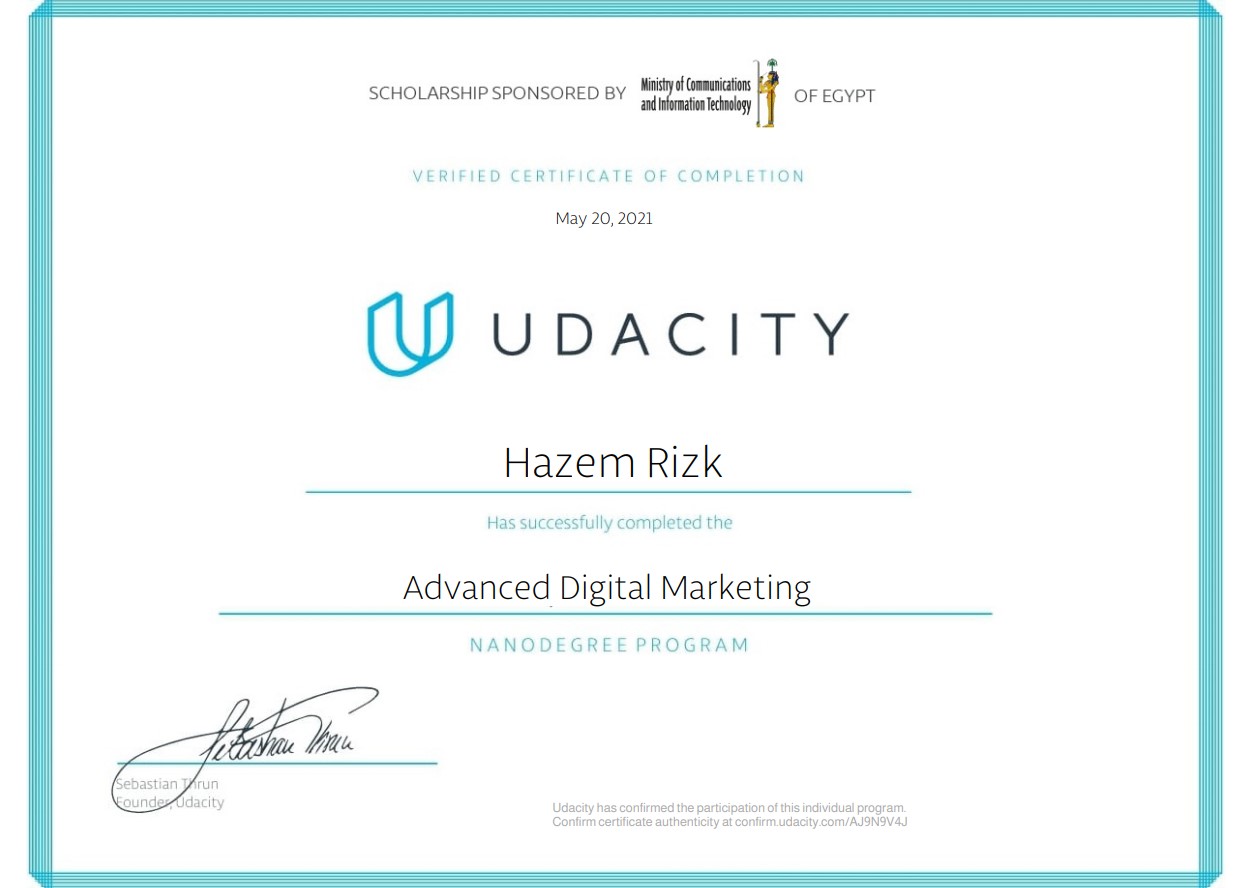 SCHOLARSHIP SPONSORED BY Ministry of Communications and Information Technology OF EGYPT
VERIFIED CERTIFICATE OF COMPLETION
May 20, 2021
UDACITY
Hazem Rizk
Has successfully completed the
Advanced Digital Marketing
NANODEGREE PROGRAM
Sebastian Thrun
Sebastian Thrun
Founder, Udacity
Udacity has confirmed the participation of this individual program.
Confirm certificate authenticity at confirm.udacity.com/AJ9N9V4J